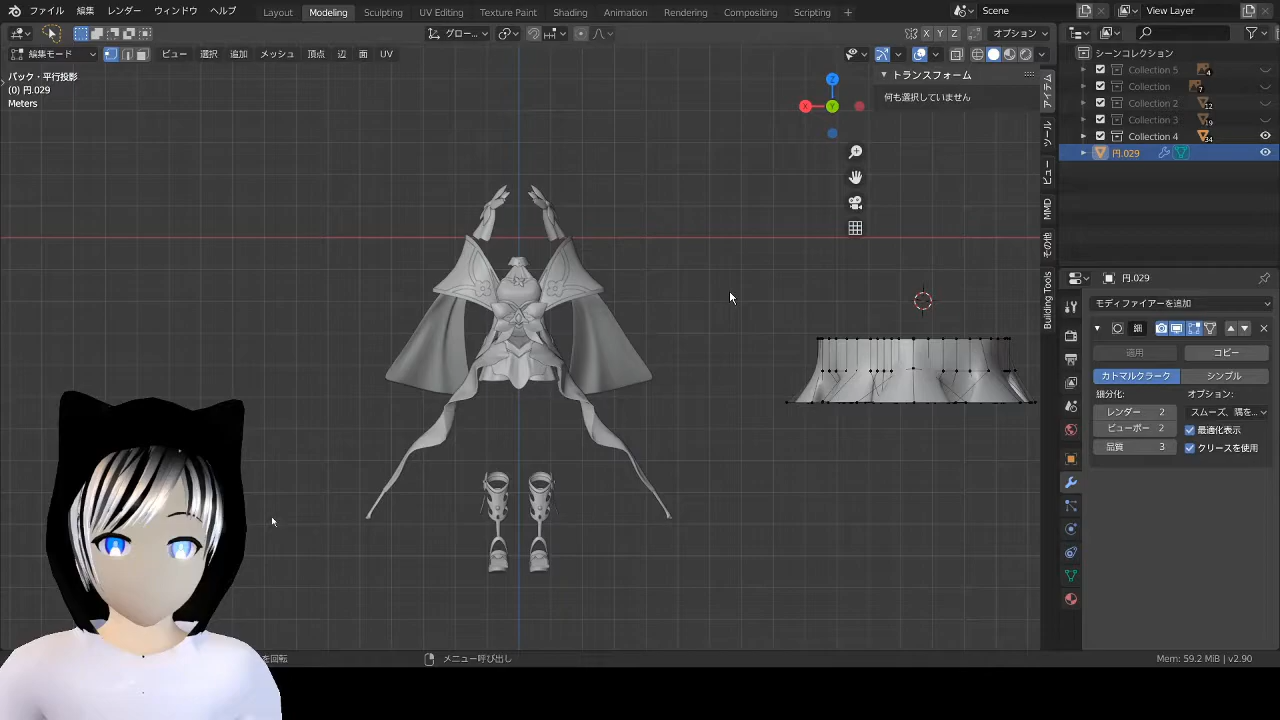 ファイル 編集 レンダー ウィンドウ ヘルプ Layout Modeling Sculpting UV Editing Texture Paint Shading Animation Rendering Compositing Scripting + Scene View Layer
グロー... オプション
X Y Z
編集モード ビュー 選択 追加 メッシュ 頂点 辺 面 UV
バック・平行投影
(0) 円.029
Meters
トランスフォーム
何も選択していません
アイテム
ツール
ビュー
MMD
その他
Building Tools
X Y Z
シーンコレクション
Collection 5 4
Collection 7
Collection 2 12
Collection 3 19
Collection 4 34
円.029
円.029
モディファイアーを追加
適用 コピー
カトマルクラーク シンプル
細分化: オプション:
レンダー 2 スムーズ、隅を...
ビューポー 2 最適化表示
品質 3 クリースを使用
を回転 メニュー呼び出し Mem: 59.2 MiB | v2.90